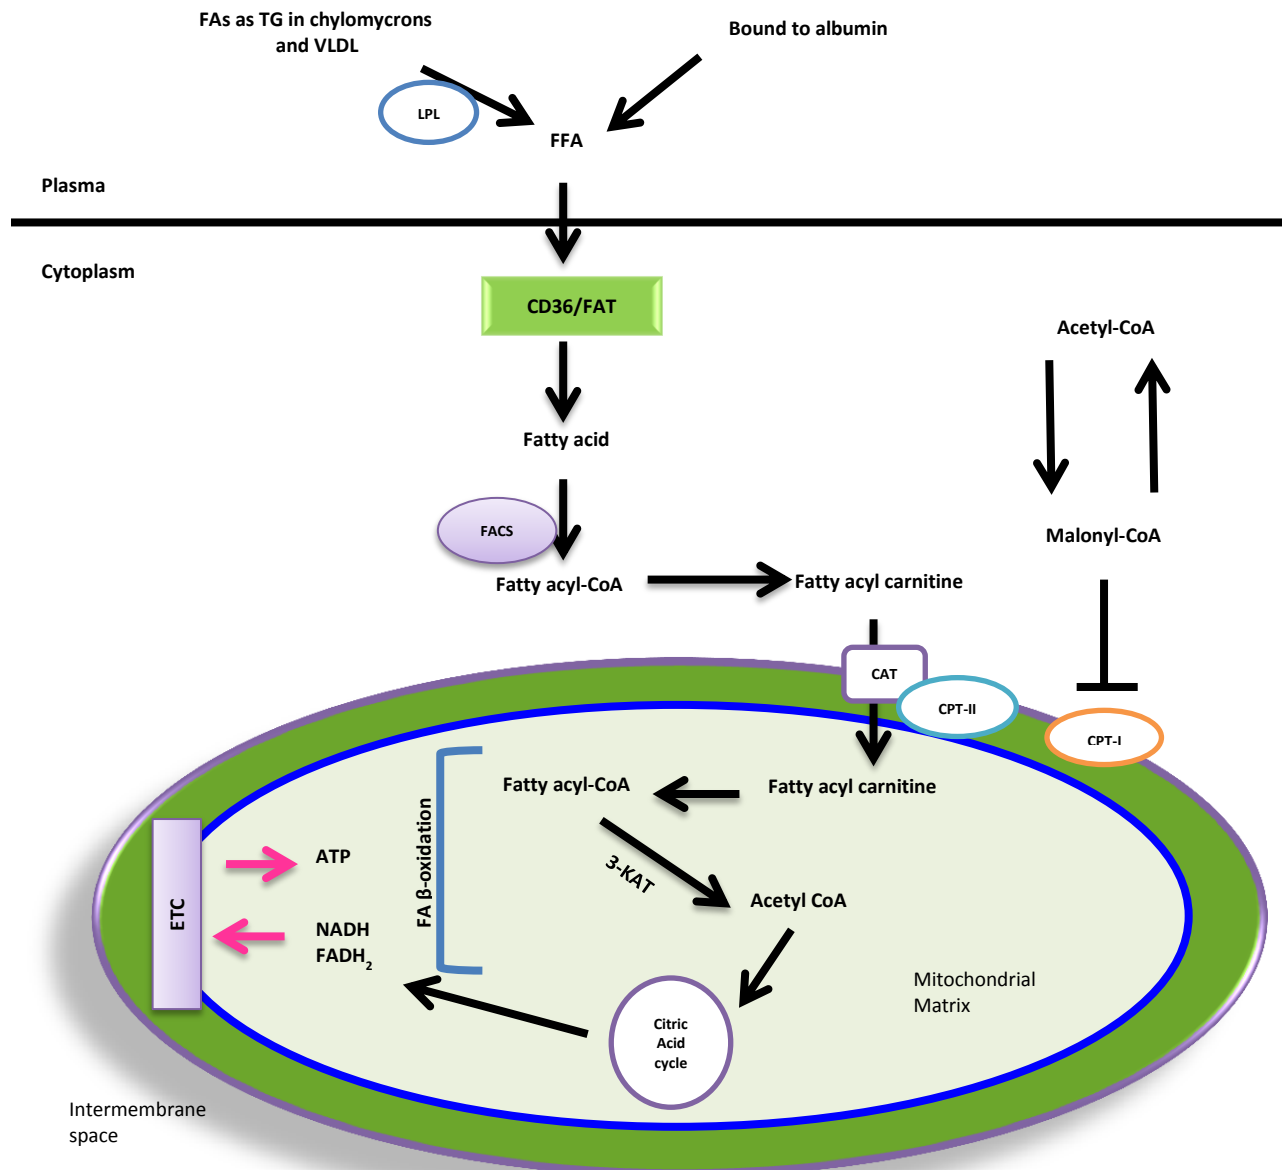 FAs as TG in chylomycrons
and VLDL
Bound to albumin
LPL
FFA
Plasma
Cytoplasm
CD36/FAT
Acetyl-CoA
Fatty acid
FACS
Malonyl-CoA
Fatty acyl-CoA
Fatty acyl carnitine
CAT
CPT-II
CPT-I
Fatty acyl-CoA
Fatty acyl carnitine
FA β-oxidation
3-KAT
ATP
ETC
Acetyl CoA
NADH
FADH₂
Mitochondrial
Matrix
Citric
Acid
cycle
Intermembrane
space